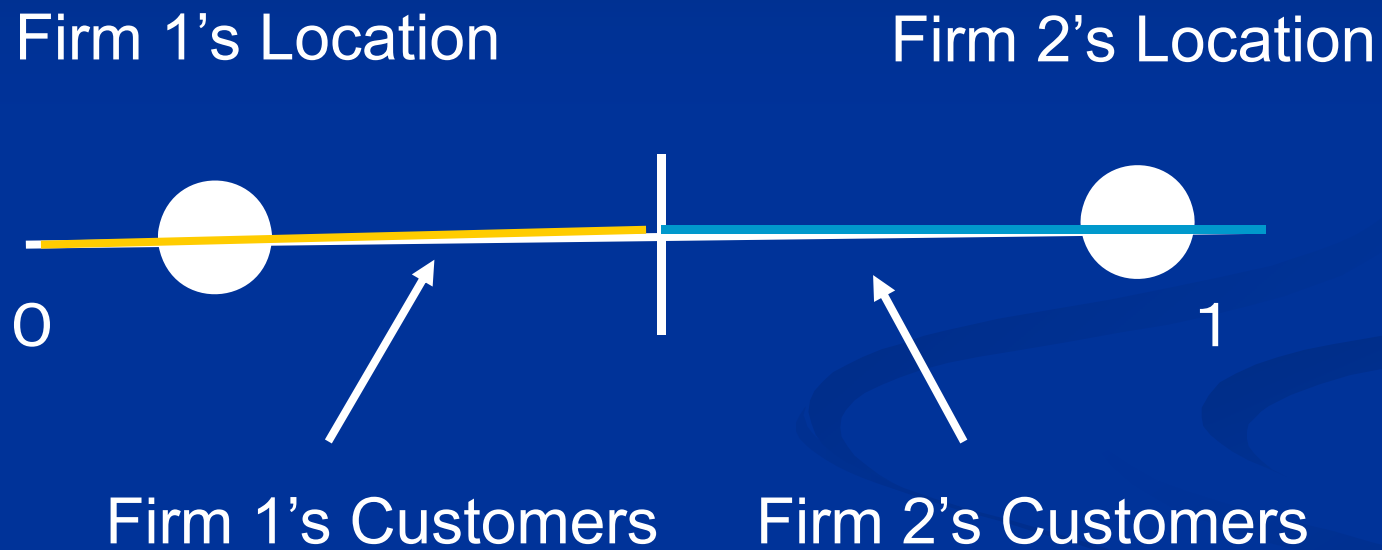 Firm 1’s Location
Firm 2’s Location
0
1
Firm 1’s Customers
Firm 2’s Customers